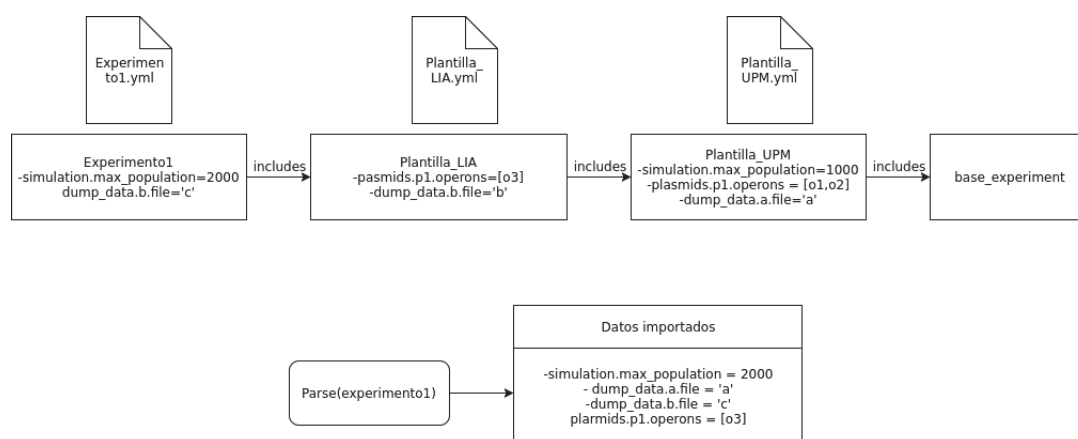 Experimen
to1.yml
Plantilla_
LIA.yml
Plantilla_
UPM.yml
Experimento1
-simulation.max_population=2000
dump_data.b.file='c'
includes
Plantilla_LIA
-pasmids.p1.operons=[o3]
-dump_data.b.file='b'
includes
Plantilla_UPM
-simulation.max_population=1000
-plasmids.p1.operons = [o1,o2]
-dump_data.a.file='a'
includes
base_experiment
Parse(experimento1)
Datos importados
-simulation.max_population = 2000
- dump_data.a.file = 'a'
-dump_data.b.file = 'c'
plarmids.p1.operons = [o3]